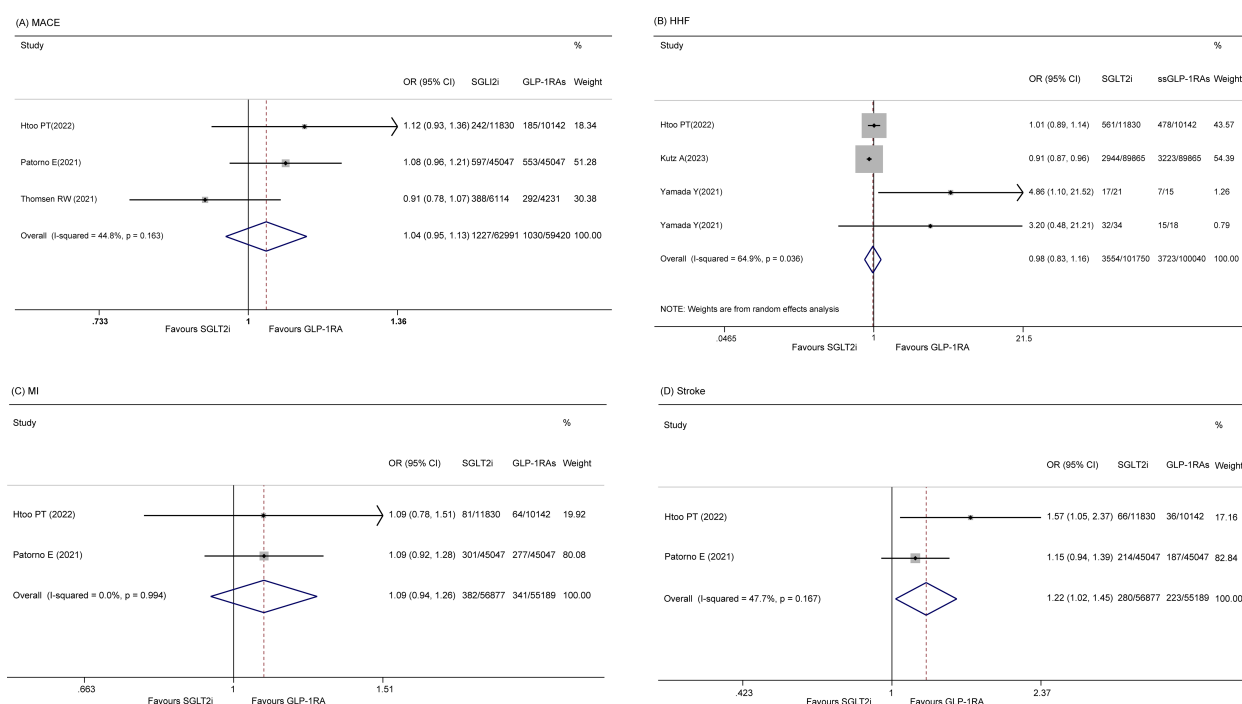 (A) MACE
Study %
OR (95% CI) SGLI2i GLP-1RAs Weight
Htoo PT(2022) 1.12 (0.93, 1.36) 242/11830 185/10142 18.34
Patorno E(2021) 1.08 (0.96, 1.21) 597/45047 553/45047 51.28
Thomsen RW (2021) 0.91 (0.78, 1.07) 388/6114 292/4231 30.38
Overall (I-squared = 44.8%, p = 0.163) 1.04 (0.95, 1.13) 1227/62991 1030/59420 100.00
.733 1 1.36
Favours SGLT2i Favours GLP-1RA
(B) HHF
Study %
OR (95% CI) SGLT2i ssGLP-1RAs Weight
Htoo PT(2022) 1.01 (0.89, 1.14) 561/11830 478/10142 43.57
Kutz A(2023) 0.91 (0.87, 0.96) 2944/89865 3223/89865 54.39
Yamada Y(2021) 4.86 (1.10, 21.52) 17/21 7/15 1.26
Yamada Y(2021) 3.20 (0.48, 21.21) 32/34 15/18 0.79
Overall (I-squared = 64.9%, p = 0.036) 0.98 (0.83, 1.16) 3554/101750 3723/100040 100.00
NOTE: Weights are from random effects analysis
.0465 1 21.5
Favours SGLT2i Favours GLP-1RA
(C) MI
Study %
OR (95% CI) SGLT2i GLP-1RAs Weight
Htoo PT (2022) 1.09 (0.78, 1.51) 81/11830 64/10142 19.92
Patorno E (2021) 1.09 (0.92, 1.28) 301/45047 277/45047 80.08
Overall (I-squared = 0.0%, p = 0.994) 1.09 (0.94, 1.26) 382/56877 341/55189 100.00
.663 1 1.51
Favours SGLT2i Favours GLP-1RA
(D) Stroke
Study %
OR (95% CI) SGLT2i GLP-1RAs Weight
Htoo PT (2022) 1.57 (1.05, 2.37) 66/11830 36/10142 17.16
Patorno E (2021) 1.15 (0.94, 1.39) 214/45047 187/45047 82.84
Overall (I-squared = 47.7%, p = 0.167) 1.22 (1.02, 1.45) 280/56877 223/55189 100.00
.423 1 2.37
Favours SGLT2i Favours GLP-1RA